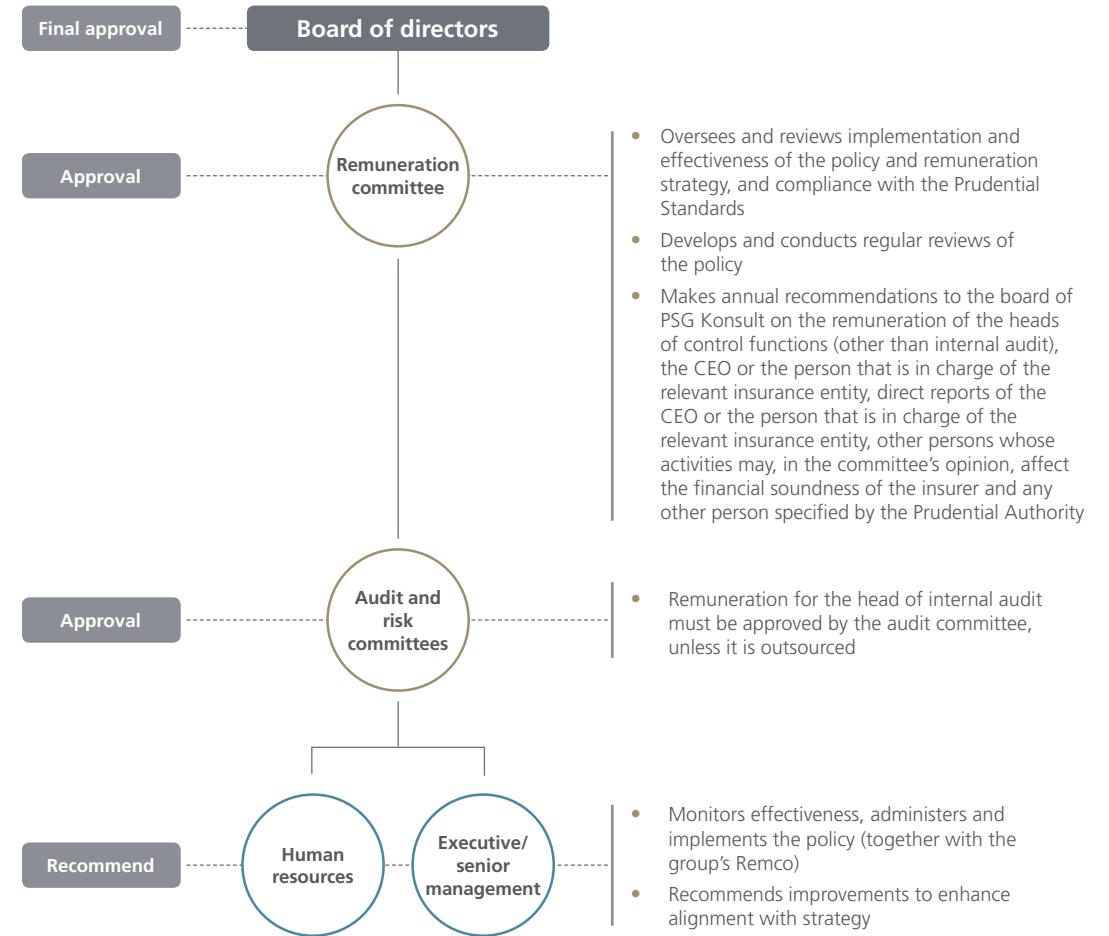 Final approval
Board of directors
Approval
Remuneration
committee
• Oversees and reviews implementation and
effectiveness of the policy and remuneration
strategy, and compliance with the Prudential
Standards
• Develops and conducts regular reviews of
the policy
• Makes annual recommendations to the board of
PSG Konsult on the remuneration of the heads
of control functions (other than internal audit),
the CEO or the person that is in charge of the
relevant insurance entity, direct reports of the
CEO or the person that is in charge of the
relevant insurance entity, other persons whose
activities may, in the committee’s opinion, affect
the financial soundness of the insurer and any
other person specified by the Prudential Authority
Approval
Audit and
risk
committees
• Remuneration for the head of internal audit
must be approved by the audit committee,
unless it is outsourced
Recommend
Human
resources
Executive/
senior
management
• Monitors effectiveness, administers and
implements the policy (together with the
group’s Remco)
• Recommends improvements to enhance
alignment with strategy